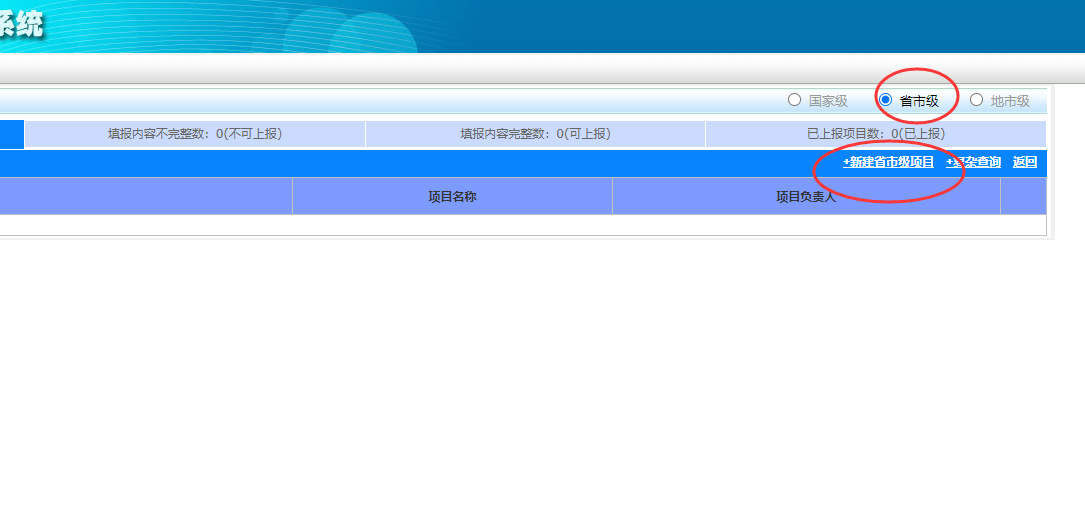 系统
国家级 省市级 地市级
填报内容不完整数：0(不可上报) 填报内容完整数：0(可上报) 已上报项目数：0(已上报)
+新建省市级项目 +复杂查询 返回
项目名称 项目负责人